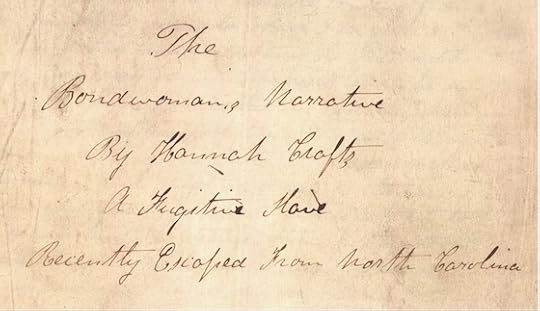 The
Bondwoman's Narrative
By Hannah Crafts
A Fugitive Slave
Recently Escaped From North Carolina